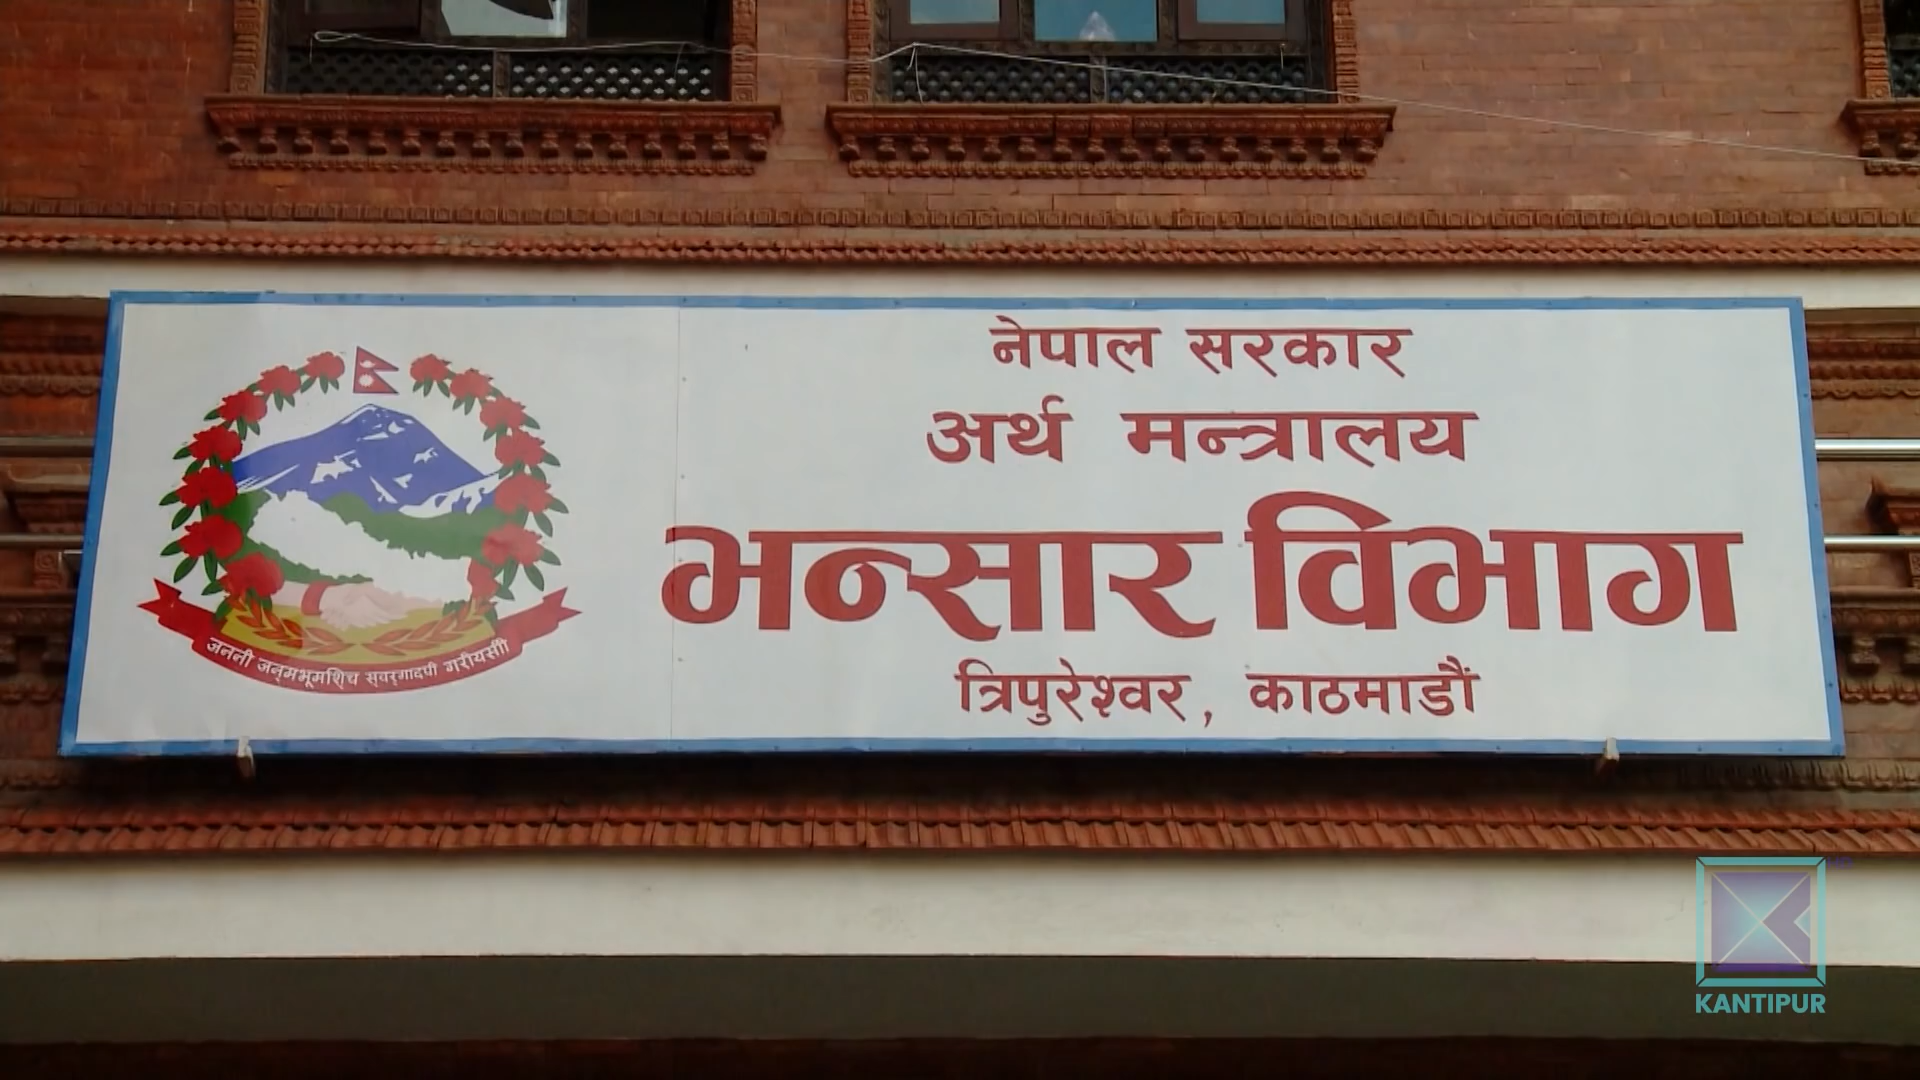 नेपाल सरकार
अर्थ मन्त्रालय
भन्सार विभाग
त्रिपुरेश्वर, काठमाडौं
जननी जन्मभूमिश्च स्वर्गादपी गरीयसी
KANTIPUR